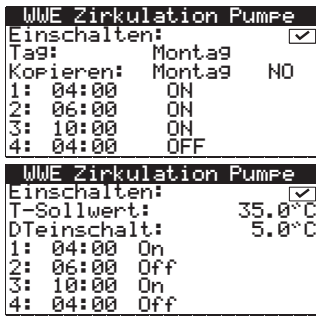 WWE Zirkulation Pumpe
Einschalten:
Tag: Montag
Kopieren: Montag NO
1: 04:00 ON
2: 06:00 ON
3: 10:00 ON
4: 04:00 OFF
WWE Zirkulation Pumpe
Einschalten:
T-Sollwert: 35.0°C
DTeinschalt: 5.0°C
1: 04:00 On
2: 06:00 Off
3: 10:00 On
4: 04:00 Off